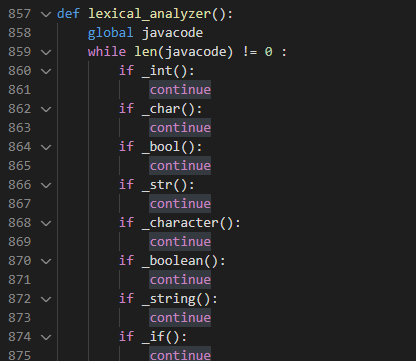 857 def lexical_analyzer():
858     global javacode
859     while len(javacode) != 0 :
860         if _int():
861             continue
862         if _char():
863             continue
864         if _bool():
865             continue
866         if _str():
867             continue
868         if _character():
869             continue
870         if _boolean():
871             continue
872         if _string():
873             continue
874         if _if():
875             continue